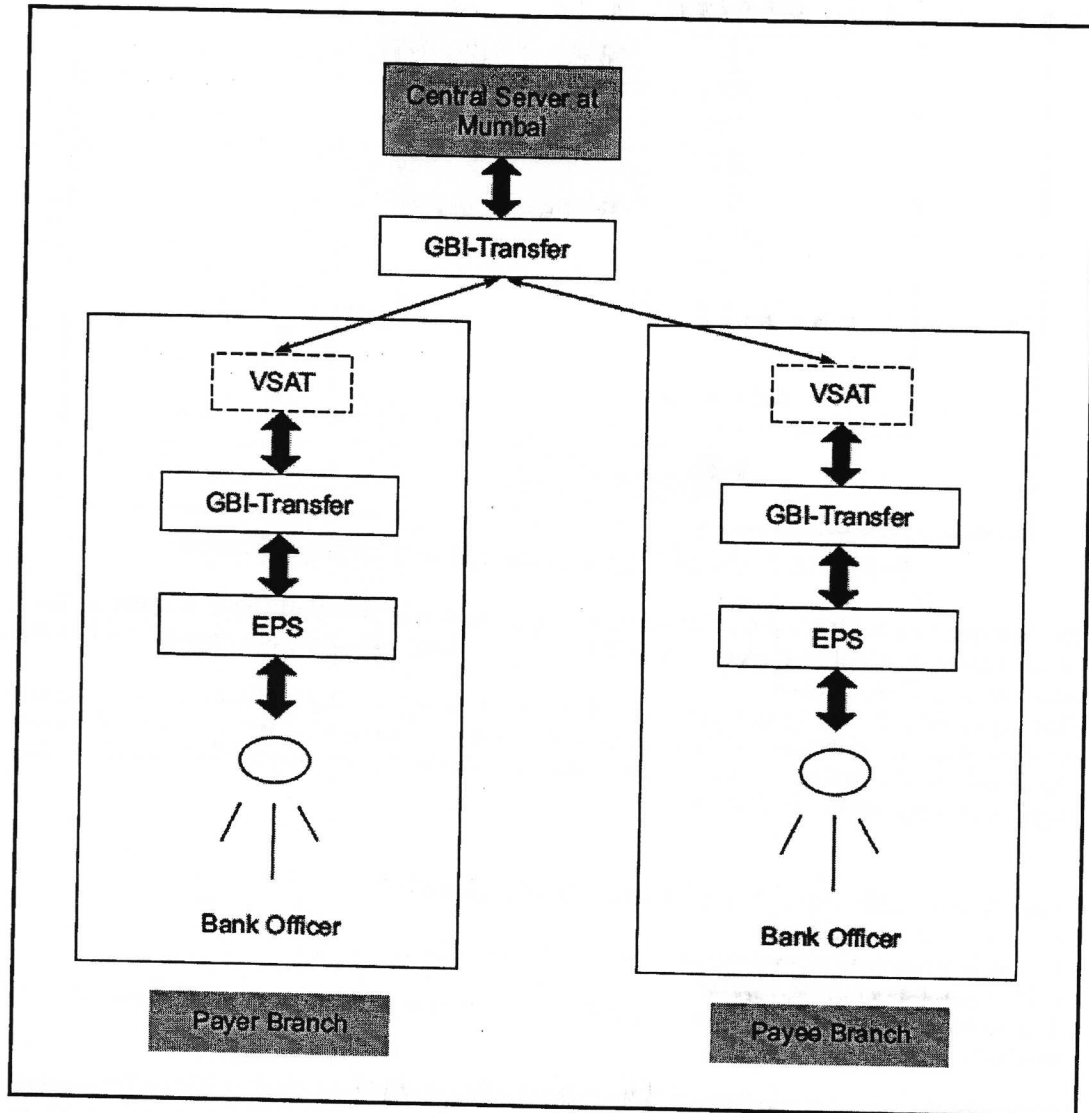 Central Server at
Mumbai
GBI-Transfer
VSAT
GBI-Transfer
EPS
Bank Officer
Payer Branch
VSAT
GBI-Transfer
EPS
Bank Officer
Payee Branch